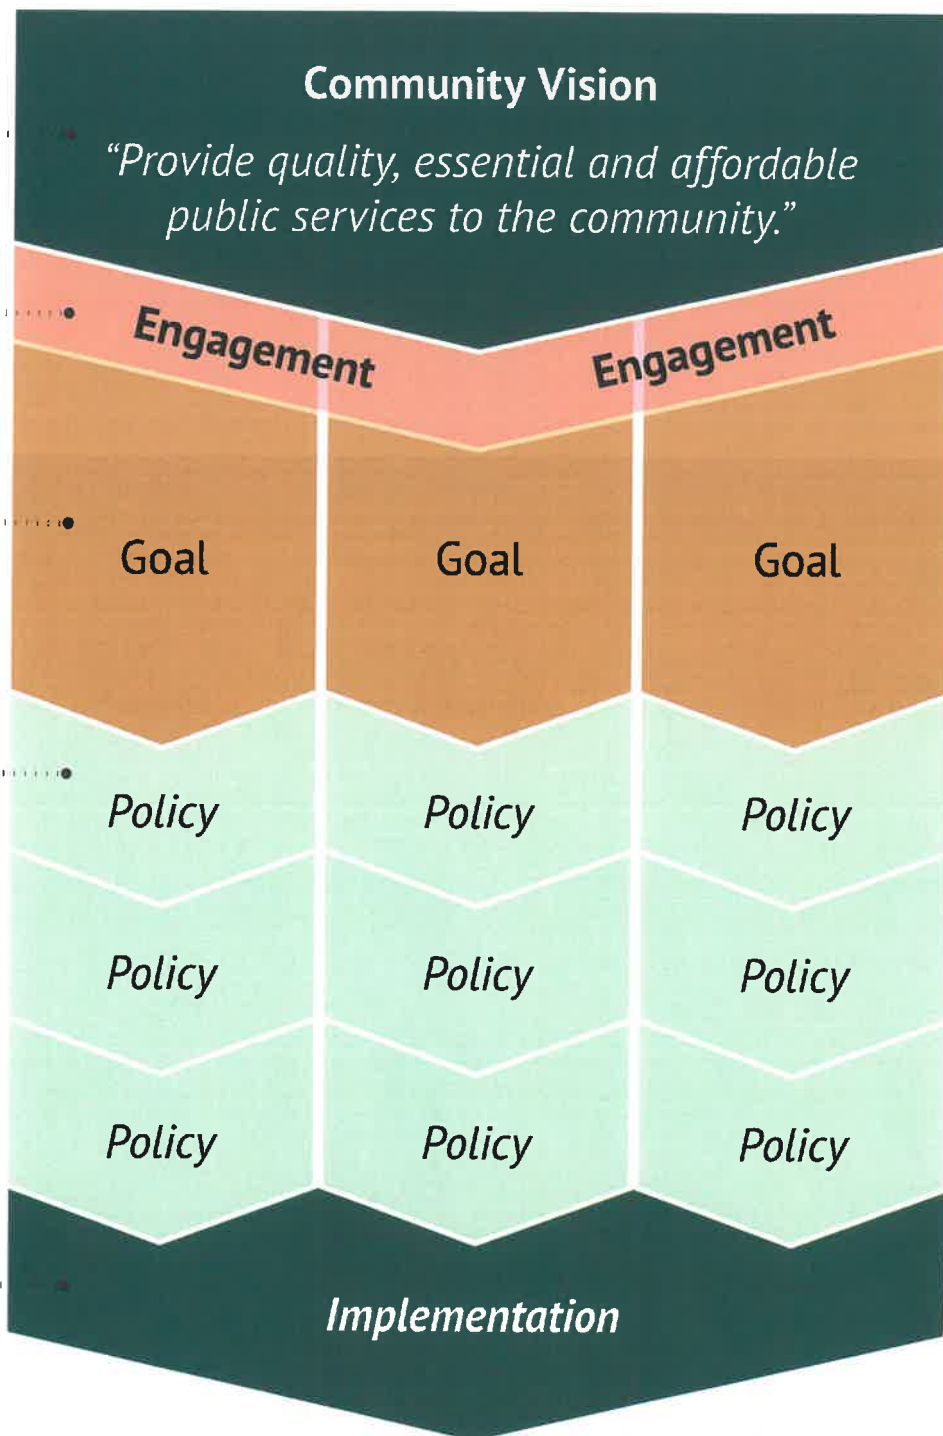 Community Vision
“Provide quality, essential and affordable
public services to the community.”
Engagement Engagement
Goal Goal Goal
Policy Policy Policy
Policy Policy Policy
Policy Policy Policy
Implementation